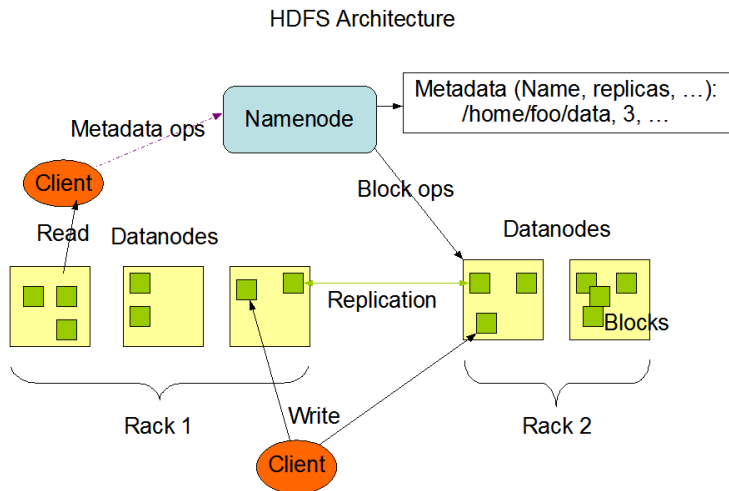 HDFS Architecture
Metadata (Name, replicas, …):
/home/foo/data, 3, …
Namenode
Metadata ops
Client
Block ops
Read
Datanodes
Datanodes
Replication
Blocks
Rack 1
Write
Rack 2
Client